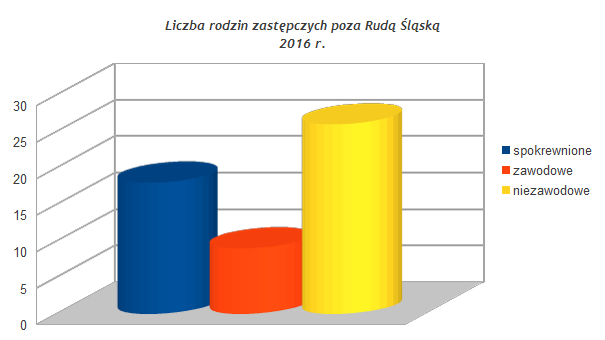 Liczba rodzin zastępczych poza Rudą Śląską
2016 r.
30
25
20
15
10
5
0
spokrewnione
zawodowe
niezawodowe